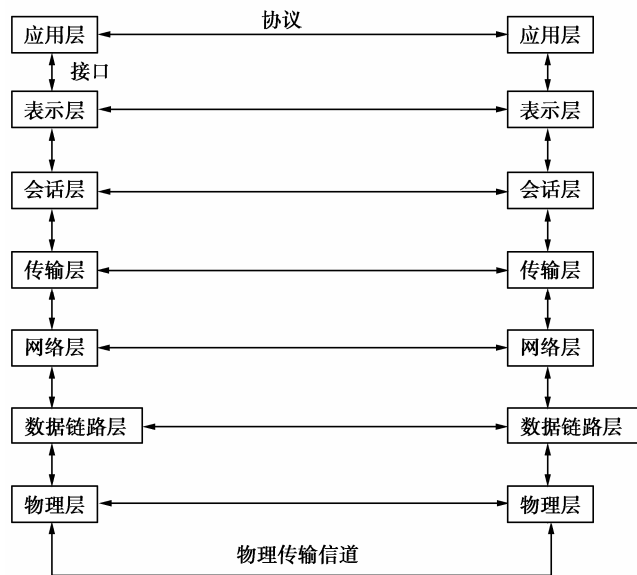 协议
应用层 应用层
接口
表示层 表示层
会话层 会话层
传输层 传输层
网络层 网络层
数据链路层 数据链路层
物理层 物理层
物理传输信道